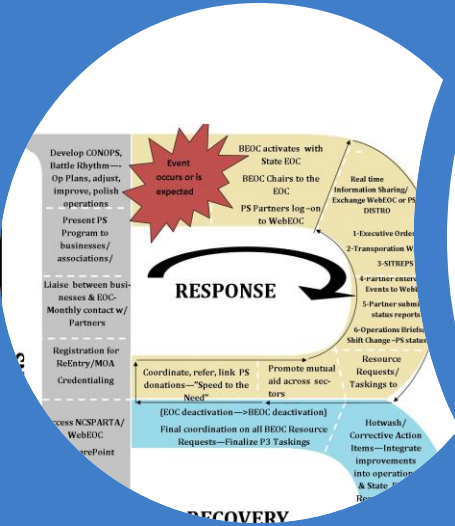 Develop CONOPS,
Battle Rhythm—
Op Plans, adjust,
improve, polish
operations
Present PS
Program to
businesses/
associations/
Liaise between busi-
nesses & EOC-
Monthly contact w/
Partners
Registration for
ReEntry/MOA
Credentialing
NCSPARTA/
WebEOC
Event
occurs or is
expected
BEOC activates with
State EOC
BEOC Chairs to the
EOC
PS Partners log-on
to WebEOC
Real time
Information Sharing/
Exchange WebEOC or PS
DISTRO
1-Executive Orde
2-Transporation W
3-SITREPS
4-Partner enter
Events to Web
5-Partner submi
status reports
6-Operations Briefs
Shift Change-PS status
RESPONSE
Coordinate, refer, link PS
donations—"Speed to the
Need"
Promote mutual
aid across sec-
tors
Resource
Requests/
Taskings to
(EOC deactivation—>BEOC deactivation)
Final coordination on all BEOC Resource
Requests—Finalize P3 Taskings
Hotwash/
Corrective Action
Items—Integrate
improvements
into operation
& State
RECOVERY